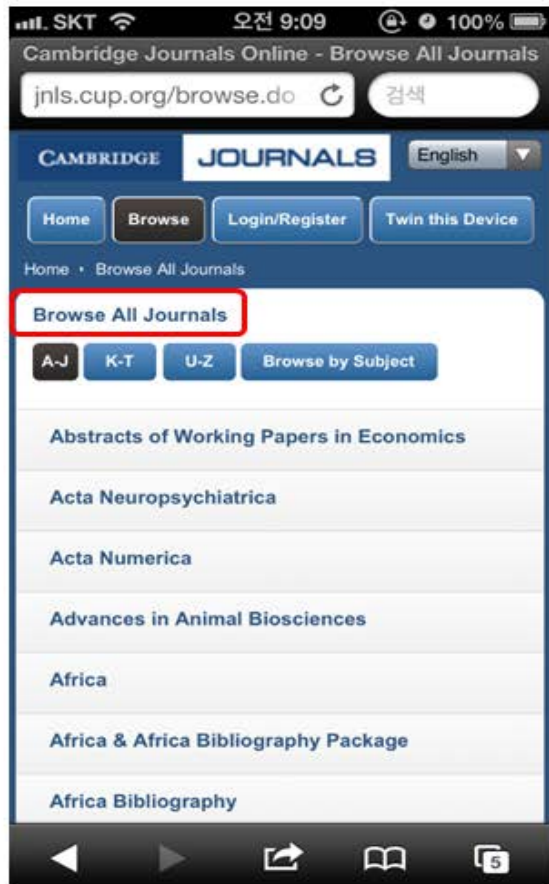 SKT 오전 9:09 100%
Cambridge Journals Online - Browse All Journals
jnls.cup.org/browse.do 검색
CAMBRIDGE JOURNALS English
Home Browse Login/Register Twin this Device
Home • Browse All Journals
Browse All Journals
A-J K-T U-Z Browse by Subject
Abstracts of Working Papers in Economics
Acta Neuropsychiatrica
Acta Numerica
Advances in Animal Biosciences
Africa
Africa & Africa Bibliography Package
Africa Bibliography
5